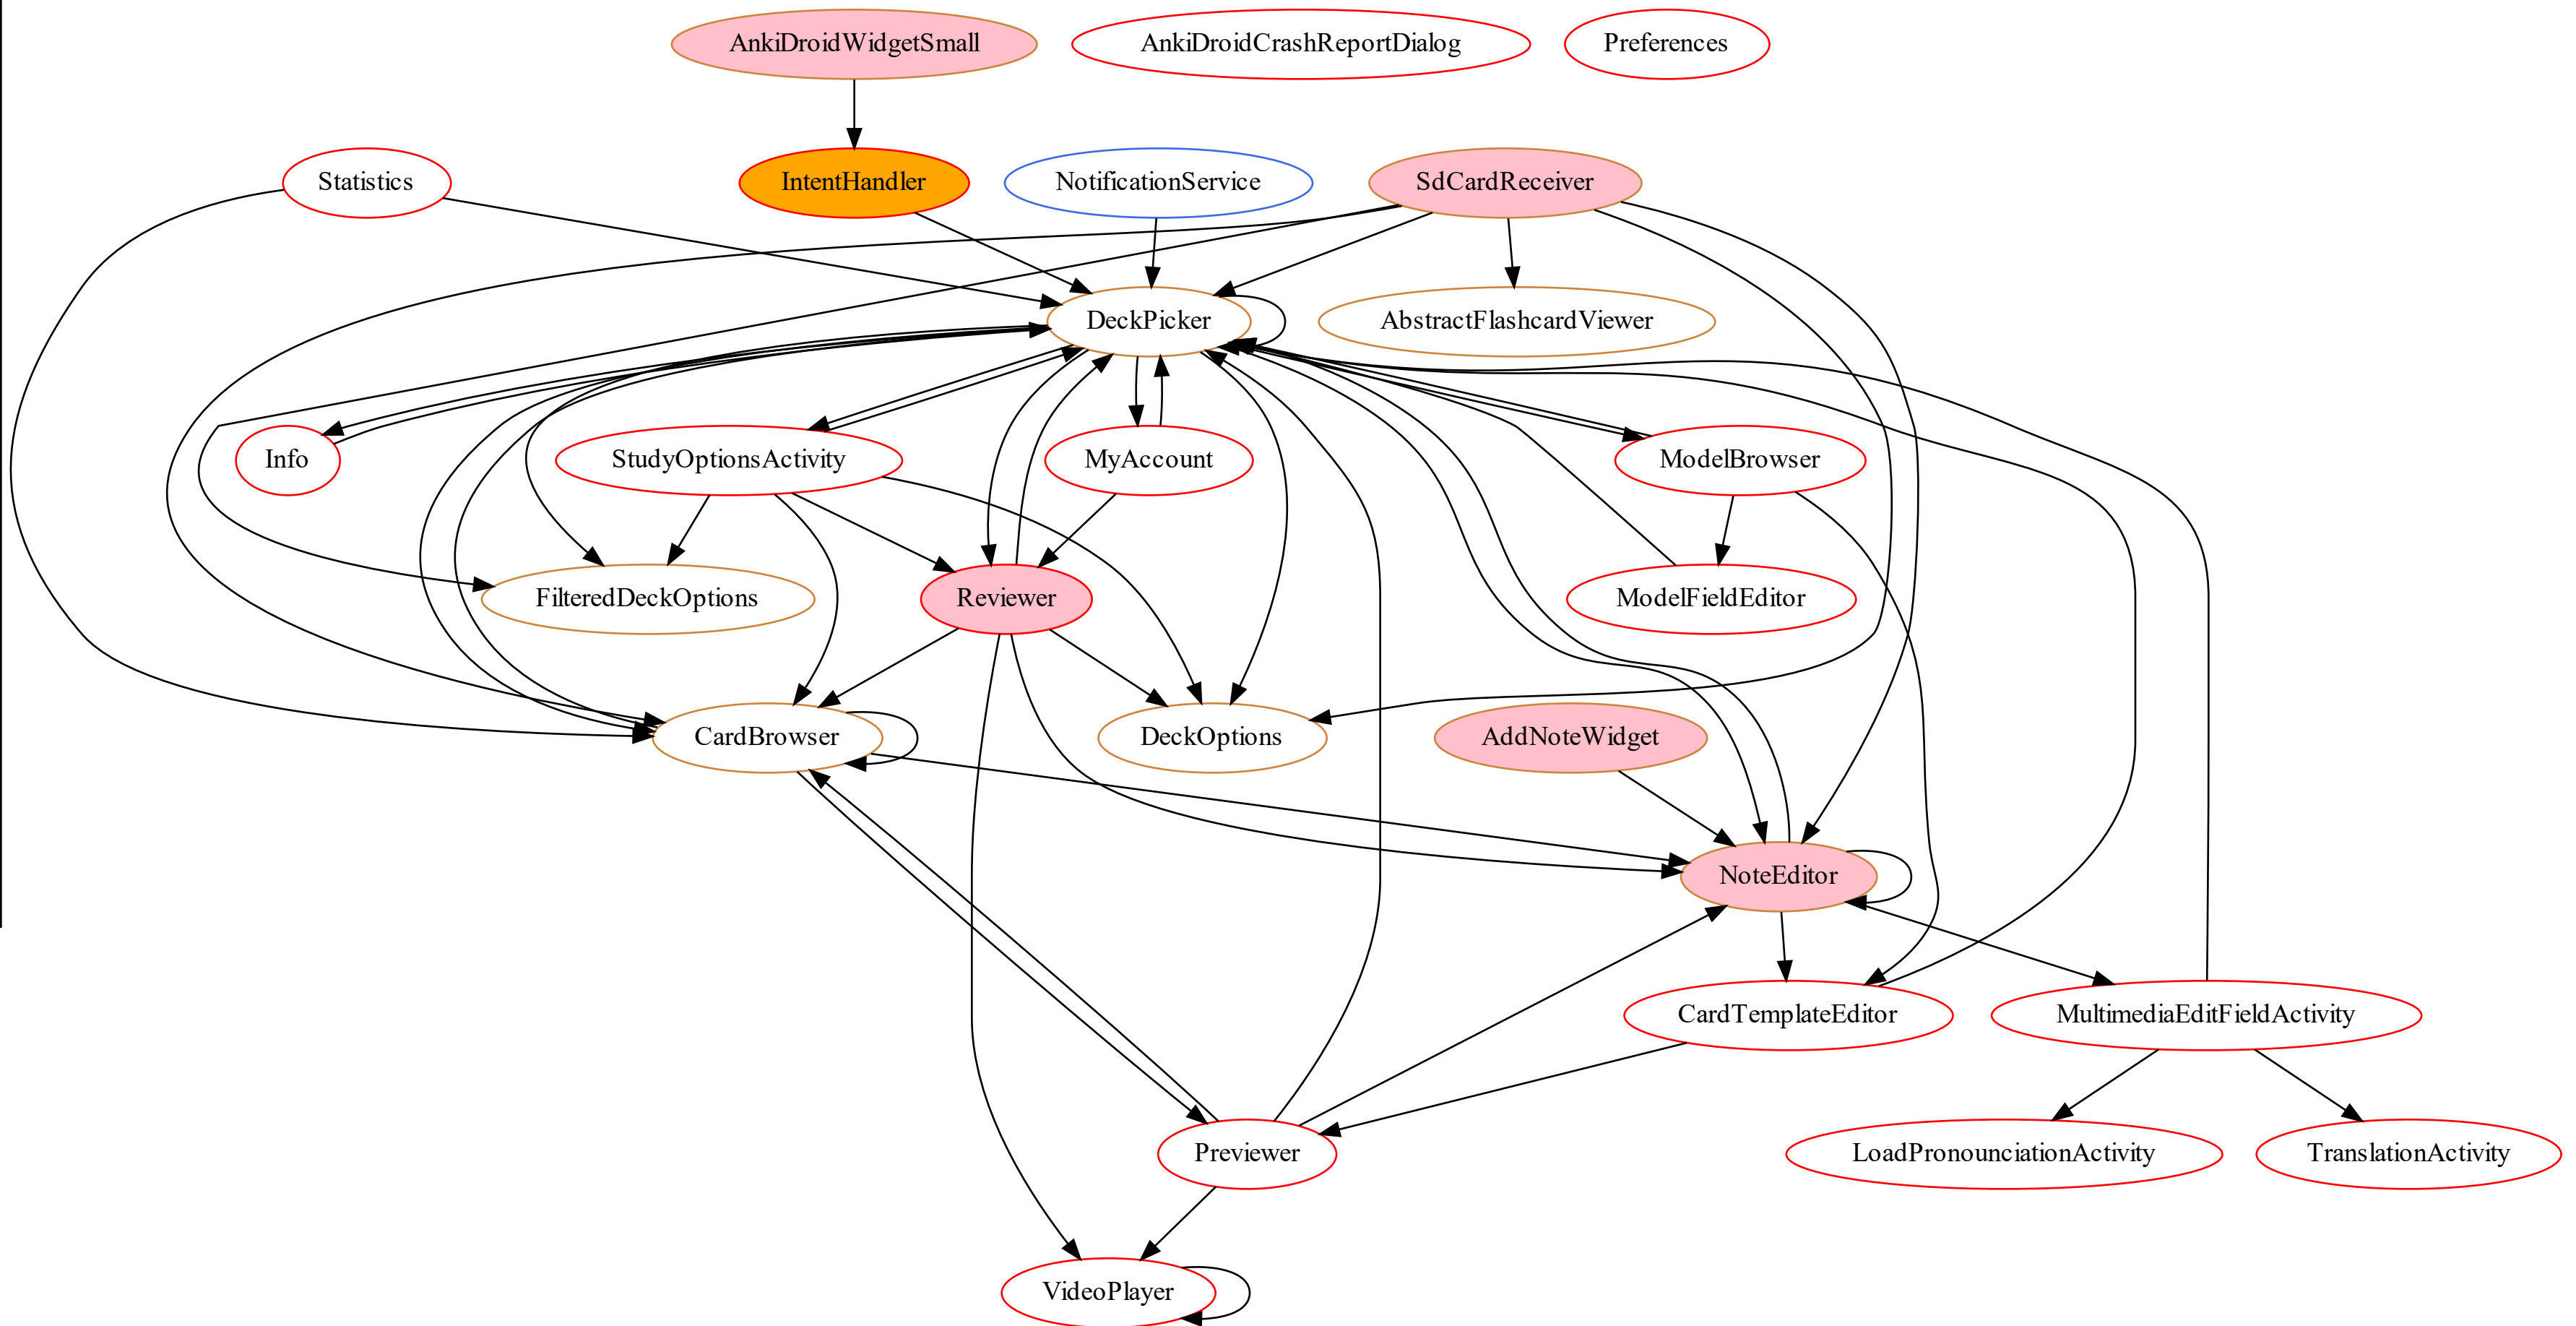 AnkiDroidWidgetSmall
AnkiDroidCrashReportDialog
Preferences
Statistics
IntentHandler
NotificationService
SdCardReceiver
DeckPicker
AbstractFlashcardViewer
Info
StudyOptionsActivity
MyAccount
ModelBrowser
FilteredDeckOptions
Reviewer
ModelFieldEditor
CardBrowser
DeckOptions
AddNoteWidget
NoteEditor
CardTemplateEditor
MultimediaEditFieldActivity
Previewer
LoadPronounciationActivity
TranslationActivity
VideoPlayer